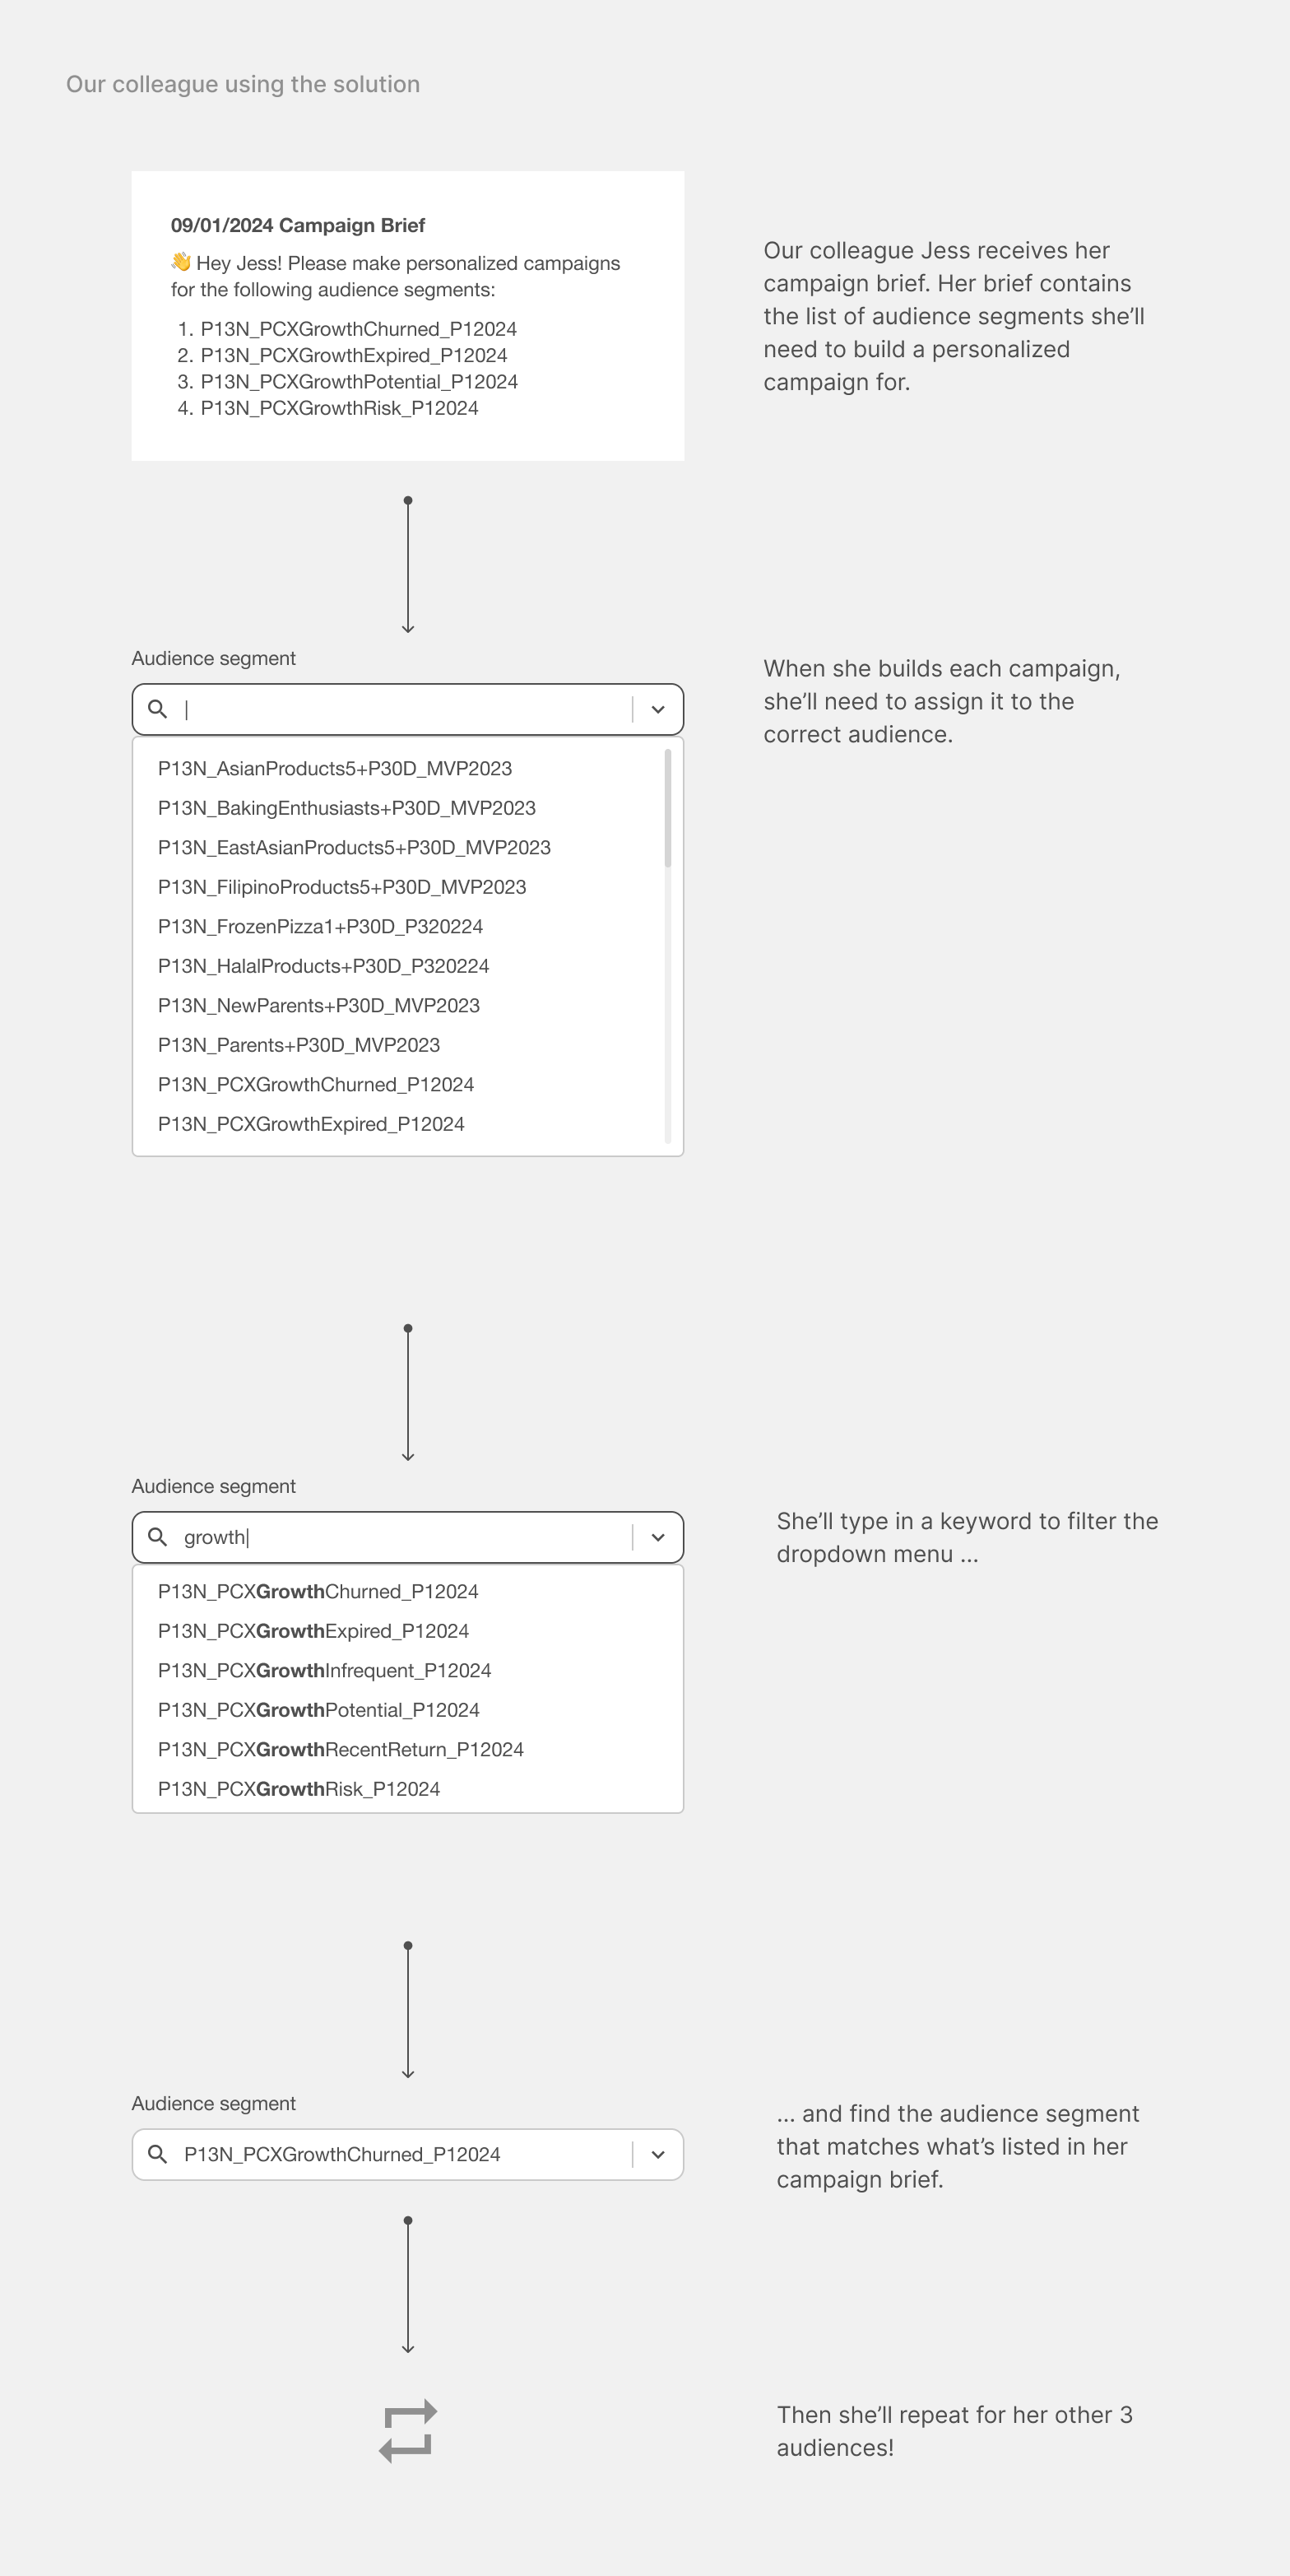 Our colleague using the solution
09/01/2024 Campaign Brief
👋 Hey Jess! Please make personalized campaigns
for the following audience segments:
1. P13N_PCXGrowthChurned_P12024
2. P13N_PCXGrowthExpired_P12024
3. P13N_PCXGrowthPotential_P12024
4. P13N_PCXGrowthRisk_P12024
Our colleague Jess receives her
campaign brief. Her brief contains
the list of audience segments she’ll
need to build a personalized
campaign for.
Audience segment
P13N_AsianProducts5+P30D_MVP2023
P13N_BakingEnthusiasts+P30D_MVP2023
P13N_EastAsianProducts5+P30D_MVP2023
P13N_FilipinoProducts5+P30D_MVP2023
P13N_FrozenPizza1+P30D_P320224
P13N_HalalProducts+P30D_P320224
P13N_NewParents+P30D_MVP2023
P13N_Parents+P30D_MVP2023
P13N_PCXGrowthChurned_P12024
P13N_PCXGrowthExpired_P12024
When she builds each campaign,
she’ll need to assign it to the
correct audience.
Audience segment
growth
P13N_PCXGrowthChurned_P12024
P13N_PCXGrowthExpired_P12024
P13N_PCXGrowthInfrequent_P12024
P13N_PCXGrowthPotential_P12024
P13N_PCXGrowthRecentReturn_P12024
P13N_PCXGrowthRisk_P12024
She’ll type in a keyword to filter the
dropdown menu ...
Audience segment
P13N_PCXGrowthChurned_P12024
... and find the audience segment
that matches what’s listed in her
campaign brief.
Then she’ll repeat for her other 3
audiences!